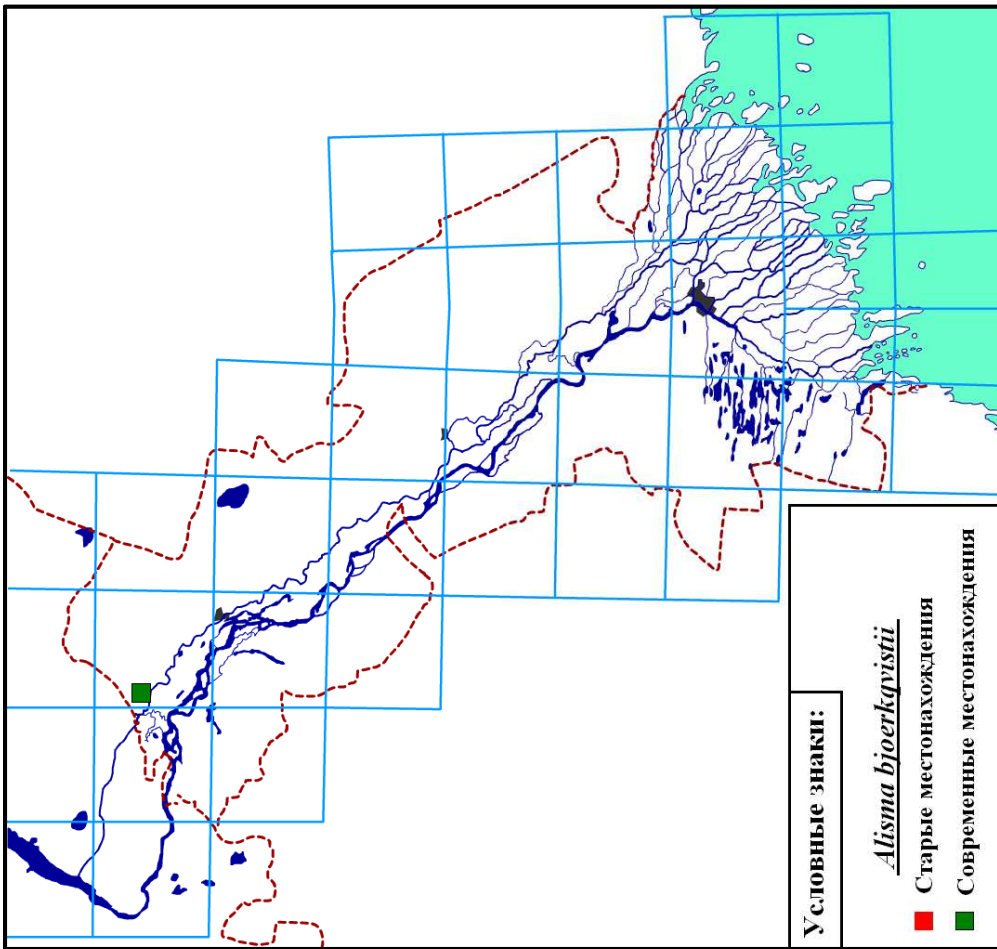 Условные знаки:
Alisma bjoerkqvistii
Старые местонахождения
Современные местонахождения